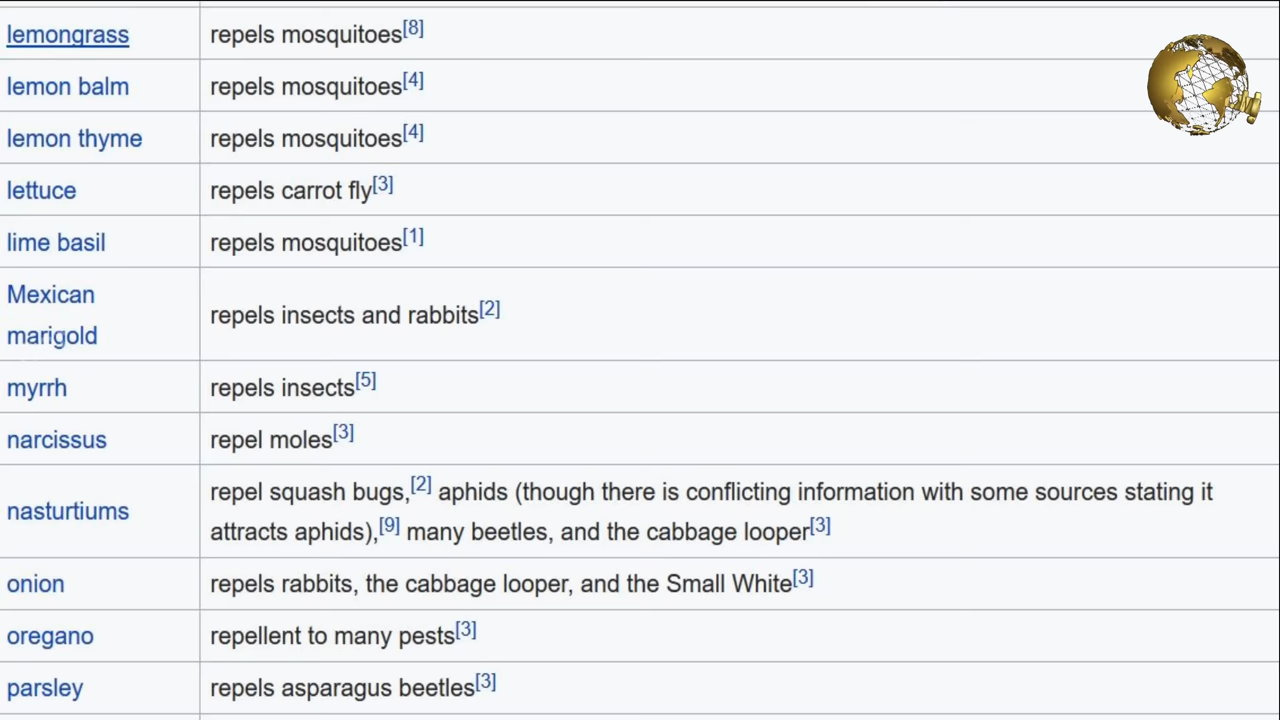 lemongrass repels mosquitoes[8]
lemon balm repels mosquitoes[4]
lemon thyme repels mosquitoes[4]
lettuce repels carrot fly[3]
lime basil repels mosquitoes[1]
Mexican
marigold
repels insects and rabbits[2]
myrrh repels insects[5]
narcissus repel moles[3]
nasturtiums
repel squash bugs,[2] aphids (though there is conflicting information with some sources stating it
attracts aphids),[9] many beetles, and the cabbage looper[3]
onion repels rabbits, the cabbage looper, and the Small White[3]
oregano repellent to many pests[3]
parsley repels asparagus beetles[3]